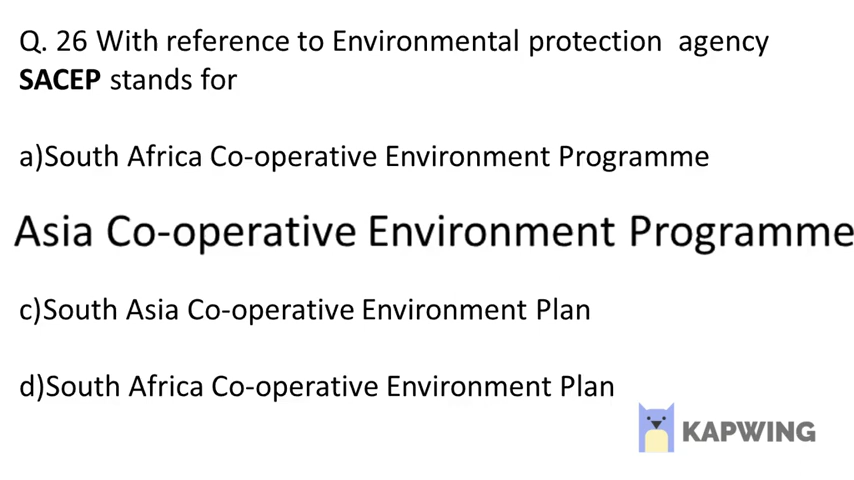 Q. 26 With reference to Environmental protection agency
SACEP stands for
a)South Africa Co-operative Environment Programme
Asia Co-operative Environment Programme
c)South Asia Co-operative Environment Plan
d)South Africa Co-operative Environment Plan
KAPWING